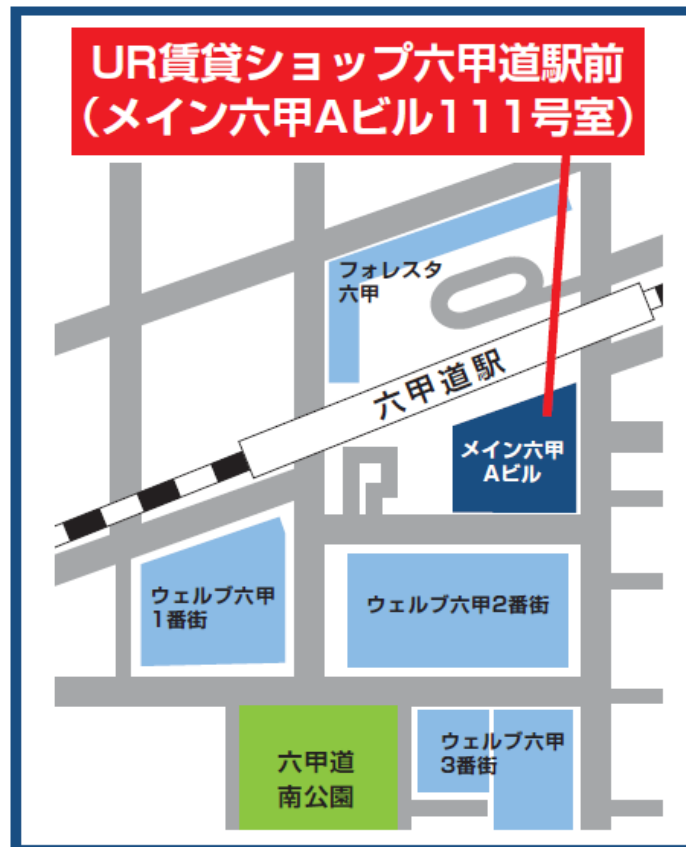 UR賃貸ショップ六甲道駅前
（メイン六甲Aビル111号室）
フォレスタ
六甲
六甲道駅
メイン六甲
Aビル
ウェルブ六甲
1番街
ウェルブ六甲2番街
六甲道
南公園
ウェルブ六甲
3番街